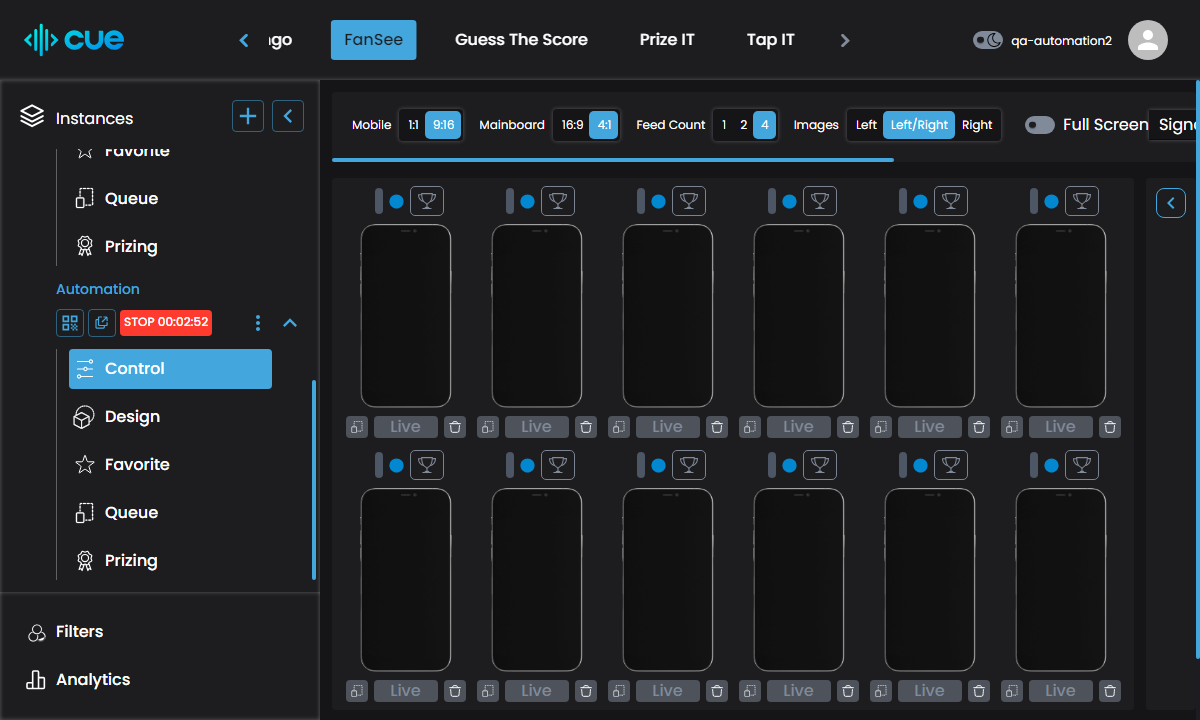 cue
ngo
FanSee
Guess The Score
Prize IT
Tap IT
qa-automation2
Instances
Favorite
Queue
Prizing
Automation
STOP 00:02:52
Control
Design
Favorite
Queue
Prizing
Filters
Analytics
Mobile 1:1 9:16 Mainboard 16:9 4:1 Feed Count 1 2 4 Images Left Left/Right Right Full Screen
Live Live Live Live Live Live
Live Live Live Live Live Live